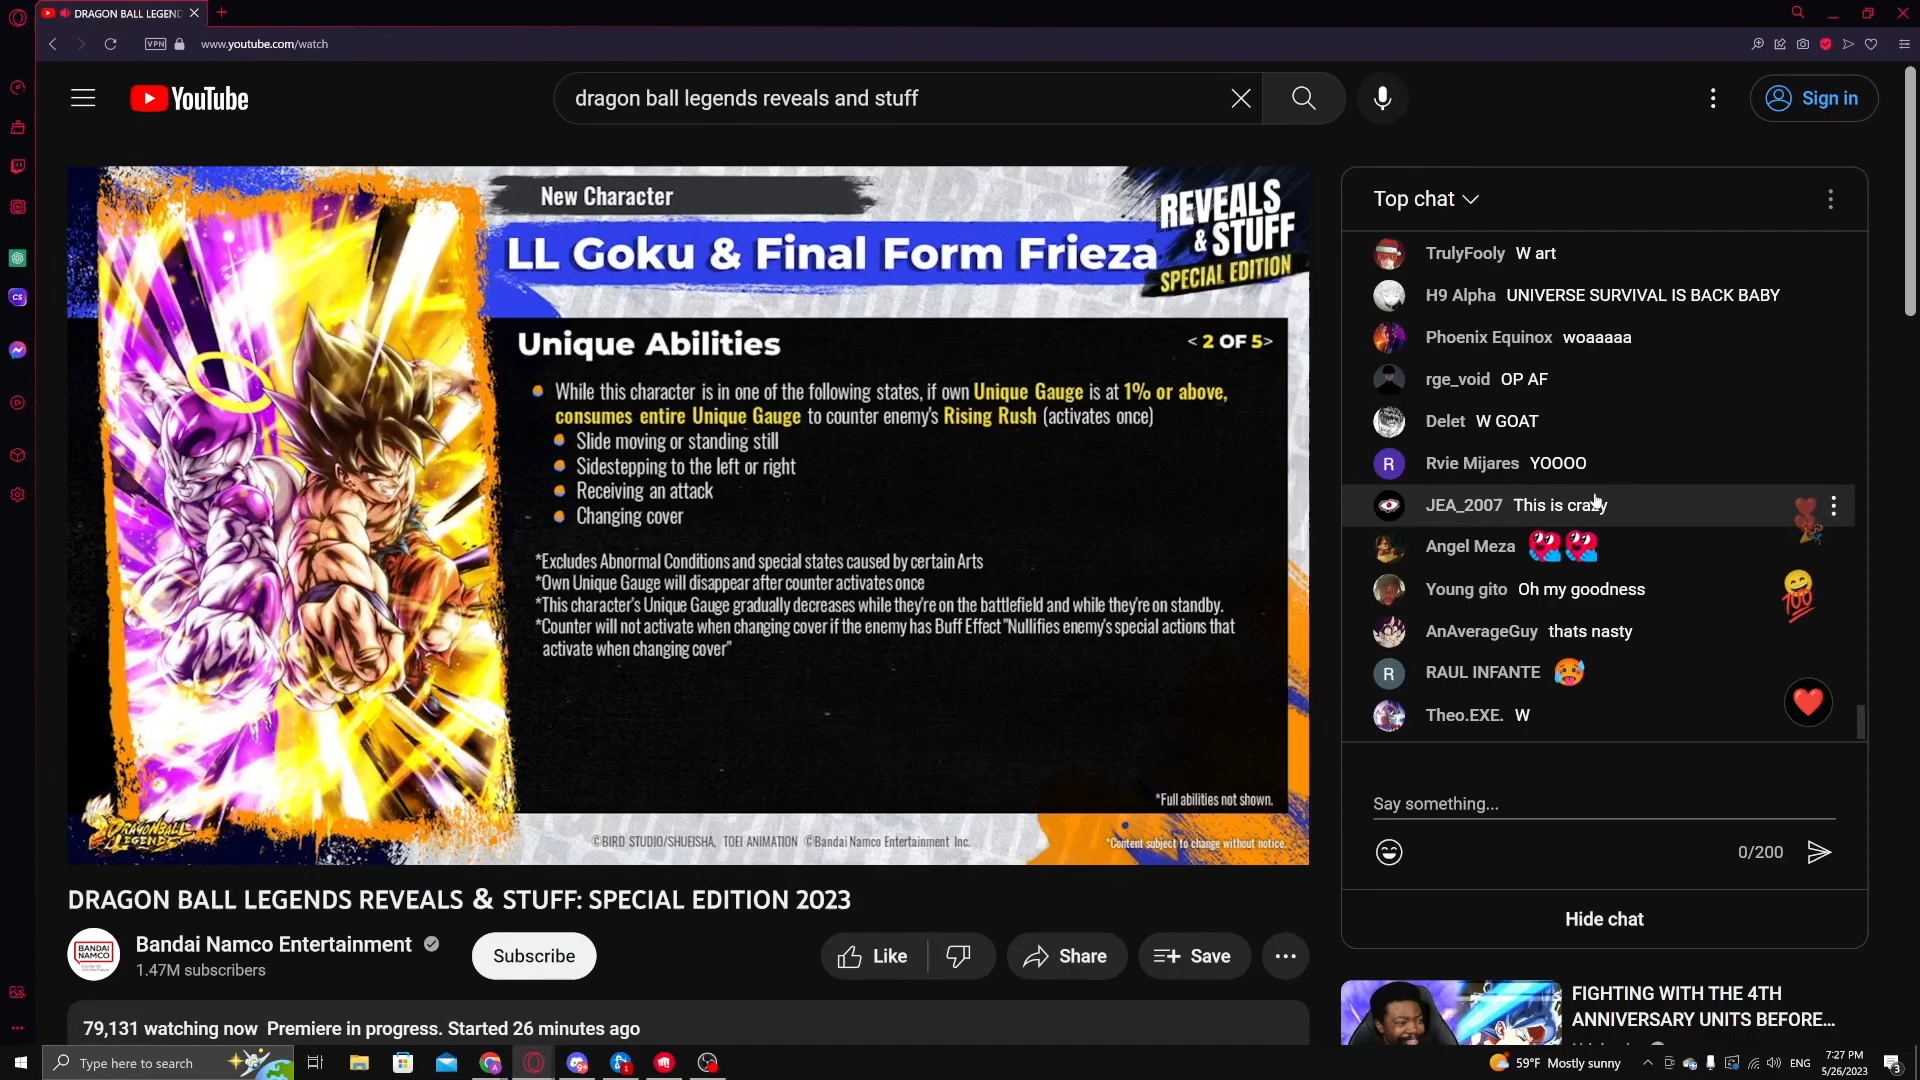 DRAGON BALL LEGEND
VPN
www.youtube.com/watch
YouTube
dragon ball legends reveals and stuff
Sign in
New Character
REVEALS
& STUFF
SPECIAL EDITION
LL Goku & Final Form Frieza
Unique Abilities
< 2 OF 5>
While this character is in one of the following states, if own Unique Gauge is at 1% or above,
consumes entire Unique Gauge to counter enemy's Rising Rush (activates once)
Slide moving or standing still
Sidestepping to the left or right
Receiving an attack
Changing cover
*Excludes Abnormal Conditions and special states caused by certain Arts
*Own Unique Gauge will disappear after counter activates once
*This character's Unique Gauge gradually decreases while they're on the battlefield and while they're on standby.
*Counter will not activate when changing cover if the enemy has Buff Effect "Nullifies enemy's special actions that
activate when changing cover"
*Full abilities not shown.
DRAGONBALL
LEGENDS
©BIRD STUDIO/SHUEISHA, TOEI ANIMATION ©Bandai Namco Entertainment Inc.
*Content subject to change without notice.
DRAGON BALL LEGENDS REVEALS & STUFF: SPECIAL EDITION 2023
BANDAI
NAMCO
Bandai Namco Entertainment
1.47M subscribers
Subscribe
Like
Share
Save
79,131 watching now Premiere in progress. Started 26 minutes ago
Top chat
TrulyFooly W art
H9 Alpha UNIVERSE SURVIVAL IS BACK BABY
Phoenix Equinox woaaaaa
rge_void OP AF
Delet W GOAT
R Rvie Mijares YOOOO
JEA_2007 This is crazy
Angel Meza
Young gito Oh my goodness
100
AnAverageGuy thats nasty
R RAUL INFANTE
Theo.EXE. W
Say something...
0/200
Hide chat
FIGHTING WITH THE 4TH
ANNIVERSARY UNITS BEFORE...
Type here to search
59°F Mostly sunny
ENG
7:27 PM
5/26/2023
3